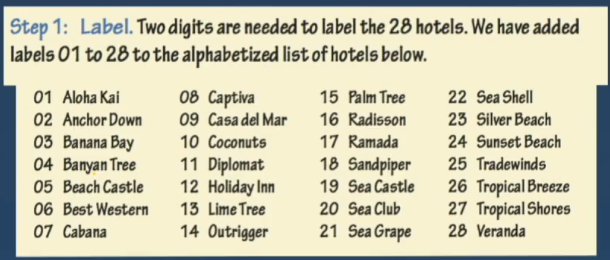 Step 1: Label. Two digits are needed to label the 28 hotels. We have added
labels 01 to 28 to the alphabetized list of hotels below.
01 Aloha Kai
02 Anchor Down
03 Banana Bay
04 Banyan Tree
05 Beach Castle
06 Best Western
07 Cabana
08 Captiva
09 Casa del Mar
10 Coconuts
11 Diplomat
12 Holiday Inn
13 Lime Tree
14 Outrigger
15 Palm Tree
16 Radisson
17 Ramada
18 Sandpiper
19 Sea Castle
20 Sea Club
21 Sea Grape
22 Sea Shell
23 Silver Beach
24 Sunset Beach
25 Tradewinds
26 Tropical Breeze
27 Tropical Shores
28 Veranda